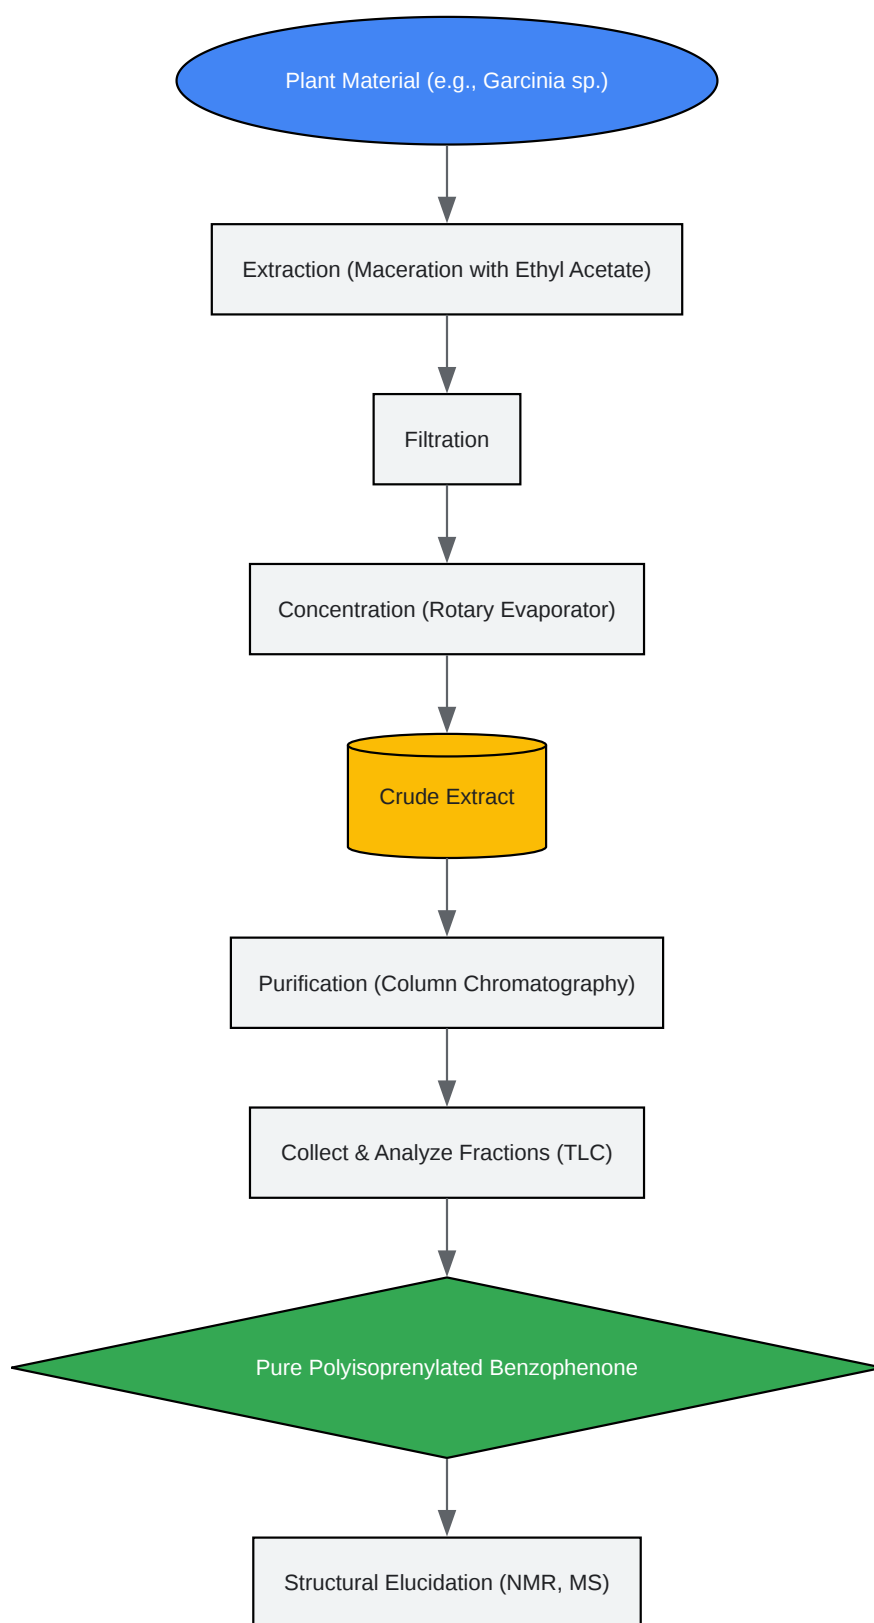 Plant Material (e.g., Garcinia sp.)
Extraction (Maceration with Ethyl Acetate)
Filtration
Concentration (Rotary Evaporator)
Crude Extract
Purification (Column Chromatography)
Collect & Analyze Fractions (TLC)
Pure Polyisoprenylated Benzophenone
Structural Elucidation (NMR, MS)